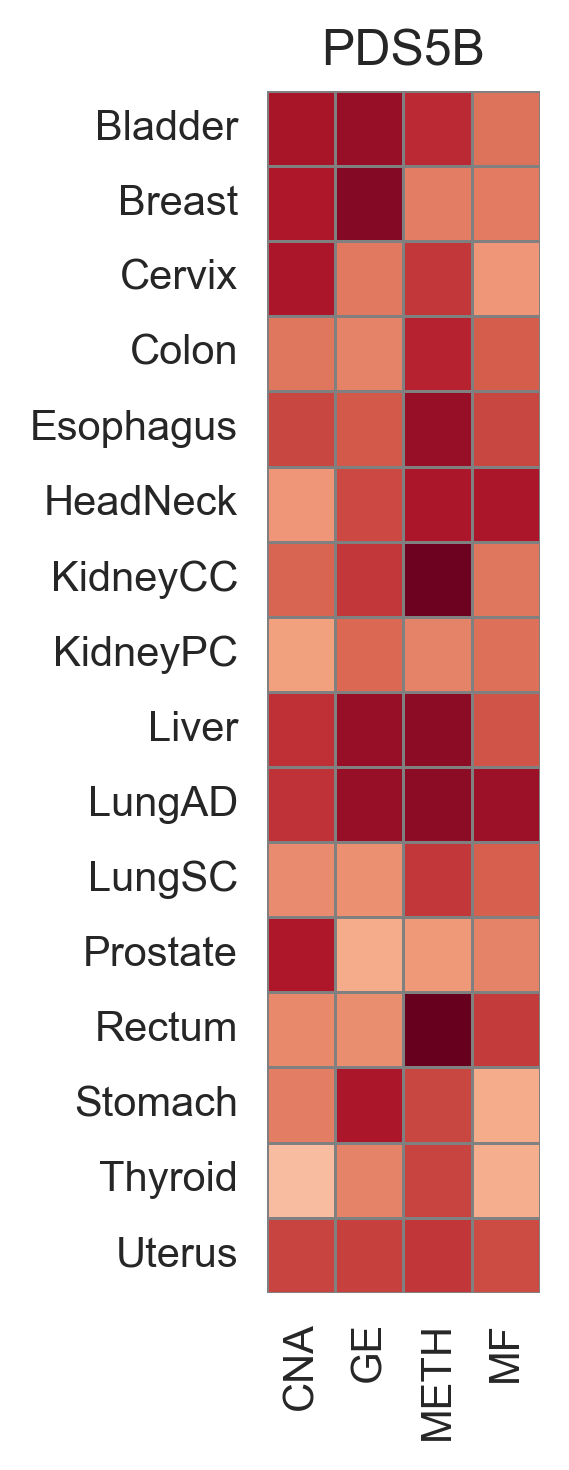 PDS5B
Bladder
Breast
Cervix
Colon
Esophagus
HeadNeck
KidneyCC
KidneyPC
Liver
LungAD
LungSC
Prostate
Rectum
Stomach
Thyroid
Uterus
CNA
GE
METH
MF